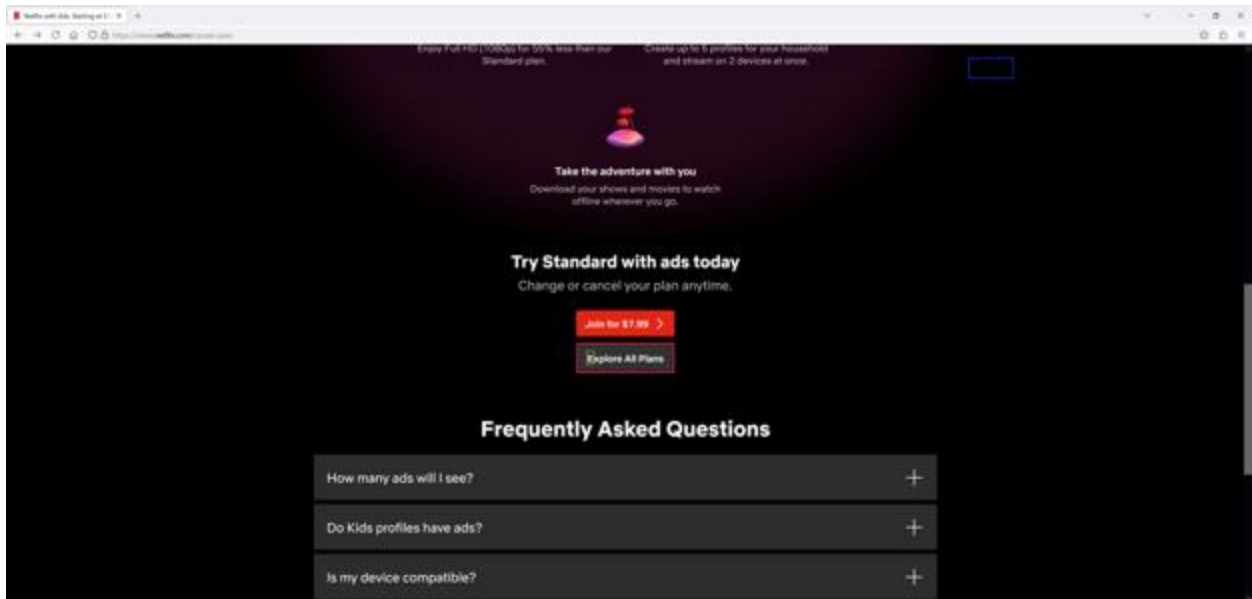 Enjoy Full HD (1080p) for 55% less than our
Standard plan.
Create up to 5 profiles for your household
and stream on 2 devices at once.
Take the adventure with you
Download your shows and movies to watch
offline wherever you go.
Try Standard with ads today
Change or cancel your plan anytime.
Join for $7.99
Explore All Plans
Frequently Asked Questions
How many ads will I see?
Do Kids profiles have ads?
Is my device compatible?